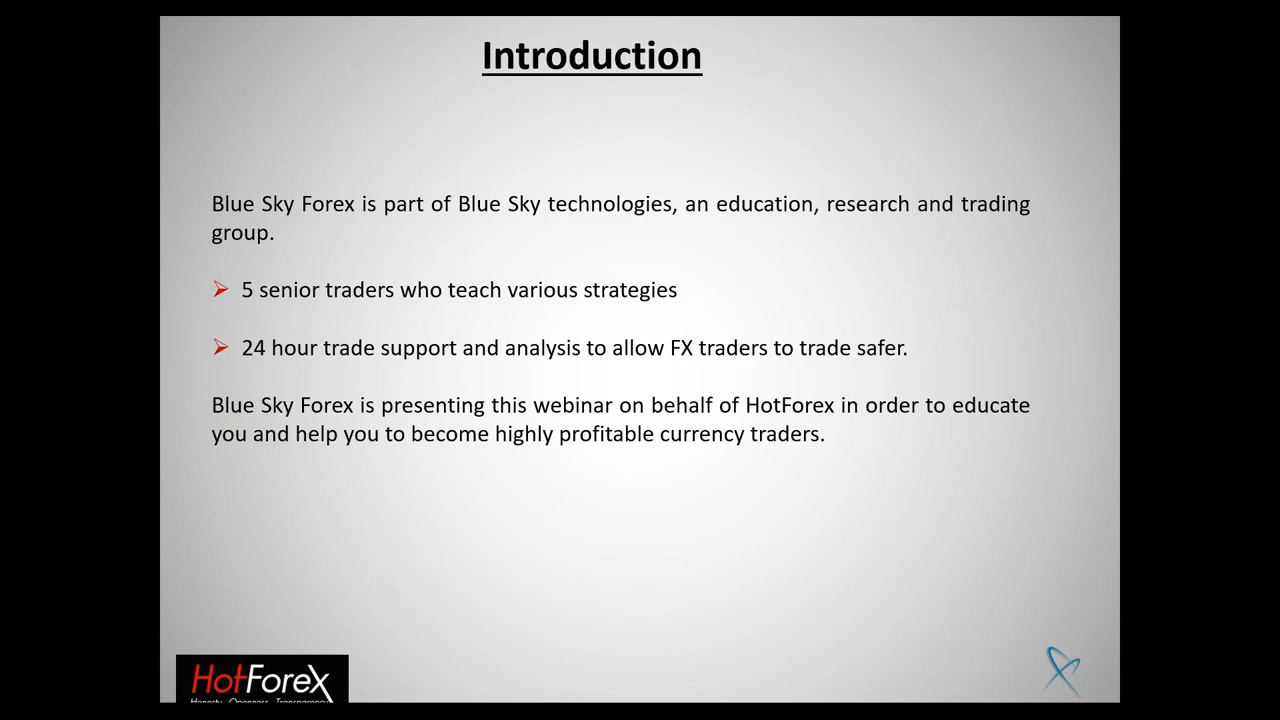 Introduction
Blue Sky Forex is part of Blue Sky technologies, an education, research and trading
group.
5 senior traders who teach various strategies
24 hour trade support and analysis to allow FX traders to trade safer.
Blue Sky Forex is presenting this webinar on behalf of HotForex in order to educate
you and help you to become highly profitable currency traders.
HotForex
Honesty Openness Transparency